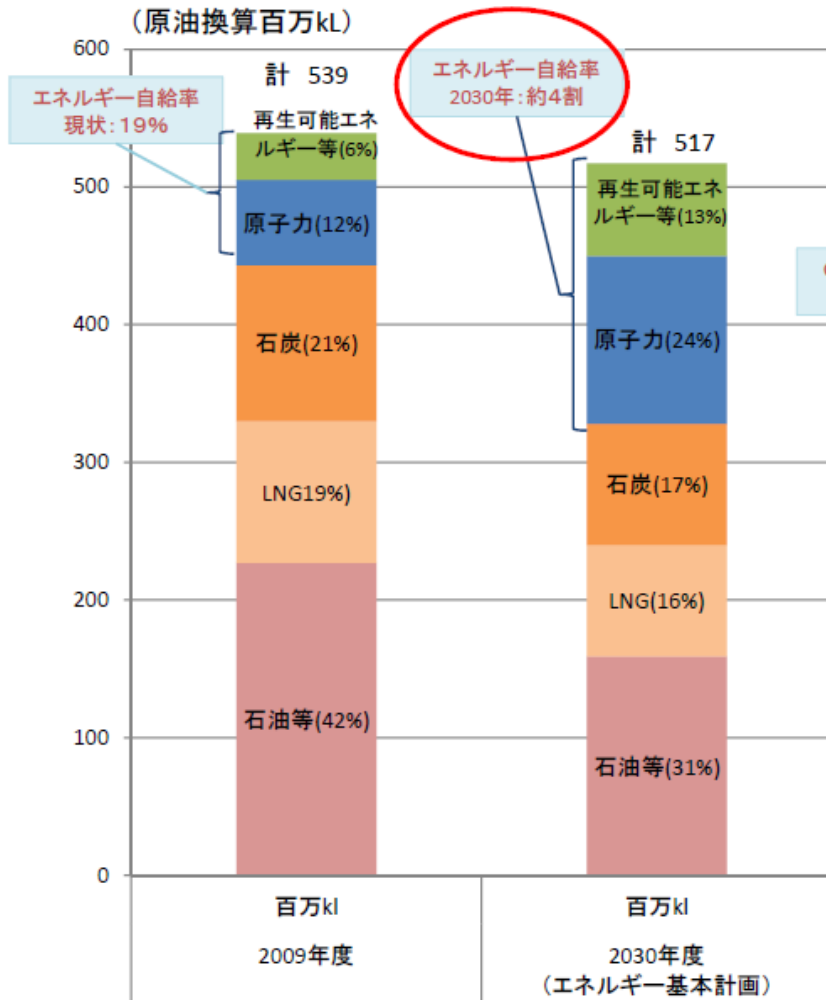 （原油換算百万kL）
600
500
400
300
200
100
0
エネルギー自給率
現状：19％
計 539
再生可能エネ
ルギー等(6%)
原子力(12%)
石炭(21%)
LNG19%)
石油等(42%)
エネルギー自給率
2030年：約4割
計 517
再生可能エネ
ルギー等(13%)
原子力(24%)
石炭(17%)
LNG(16%)
石油等(31%)
百万kl
2009年度
百万kl
2030年度
（エネルギー基本計画）